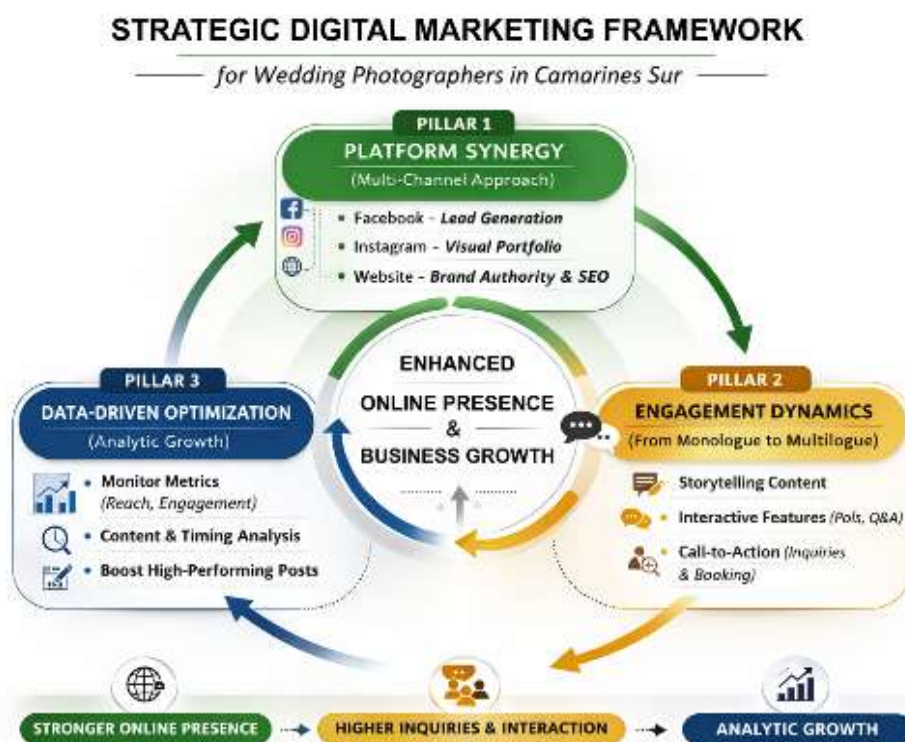 STRATEGIC DIGITAL MARKETING FRAMEWORK
for Wedding Photographers in Camarines Sur
PILLAR 1
PLATFORM SYNERGY
(Multi-Channel Approach)
• Facebook – Lead Generation
• Instagram – Visual Portfolio
• Website – Brand Authority & SEO
ENHANCED
ONLINE PRESENCE
&
BUSINESS GROWTH
PILLAR 2
ENGAGEMENT DYNAMICS
(From Monologue to Multilogue)
Storytelling Content
• Interactive Features (Pols, Q&A)
• Call-to-Action (Inquiries
& Booking)
PILLAR 3
DATA-DRIVEN OPTIMIZATION
(Analytic Growth)
• Monitor Metrics
(Reach, Engagement)
• Content & Timing Analysis
• Boost High-Performing Posts
STRONGER ONLINE PRESENCE
HIGHER INQUIRIES & INTERACTION
ANALYTIC GROWTH